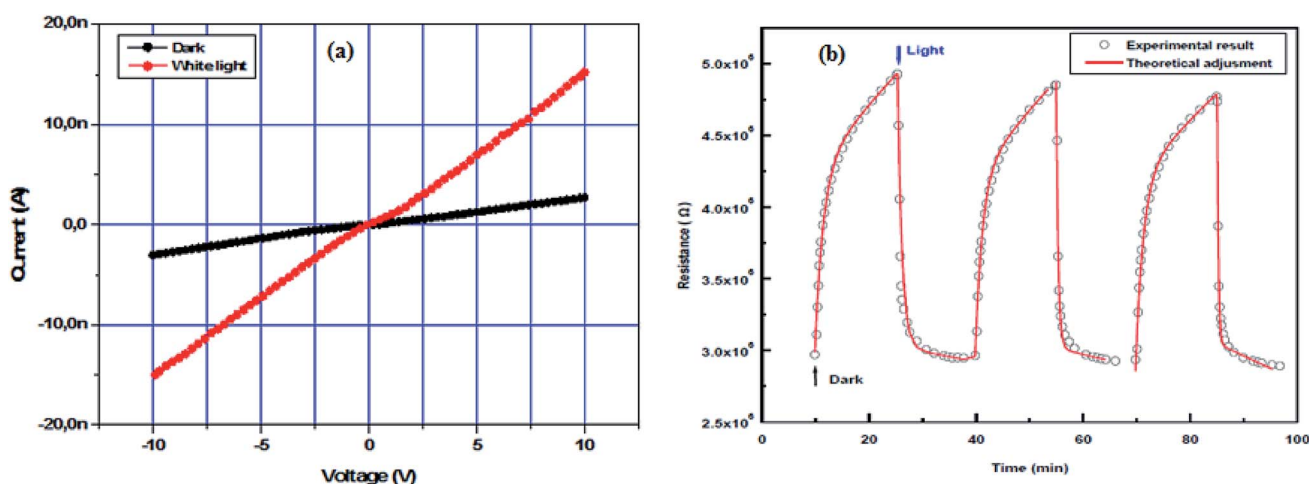 20,0n
10,0n
0,0
-10,0n
-20,0n
Current (A)
Dark
White light
(a)
-10
-5
0
5
10
Voltage (V)
(b)
Light
Experimental result
Theoretical adjusment
5.0x10⁶
4.5x10⁶
4.0x10⁶
3.5x10⁶
3.0x10⁶
2.5x10⁶
Resistance (Ω)
Dark
0
20
40
60
80
100
Time (min)